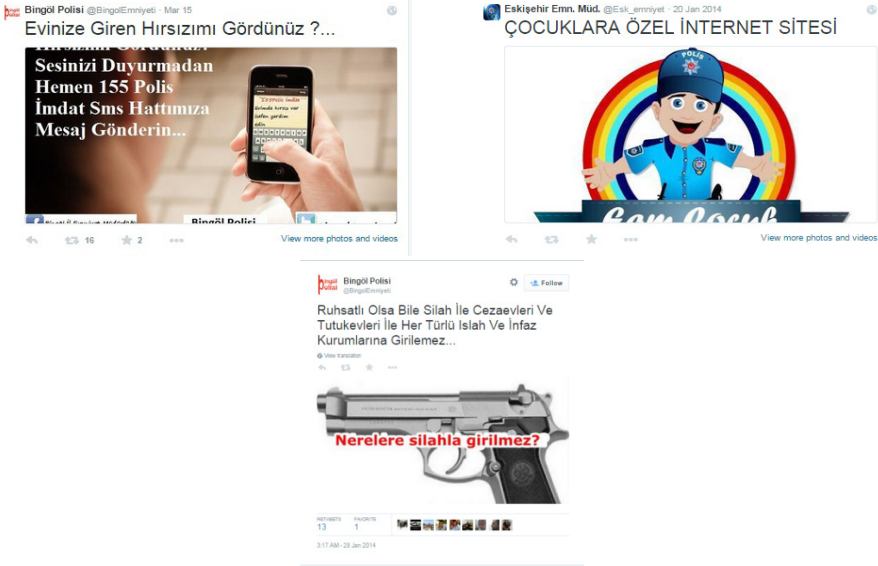 Bingöl Polisi @BingolEmniyeti · Mar 15
Evinize Giren Hırsızımı Gördünüz ?...
Hırsızımı Gördünüz!
Sesinizi Duyurmadan
Hemen 155 Polis
İmdat Sms Hattımıza
Mesaj Gönderin...
Bingöl Polisi
16 2
View more photos and videos
Eskişehir Emn. Müd. @Esk_emniyet · 20 Jan 2014
ÇOCUKLARA ÖZEL İNTERNET SİTESİ
POLİS
Çocuk
View more photos and videos
Bingöl Polisi
@BingolEmniyeti
Follow
Ruhsatlı Olsa Bile Silah İle Cezaevleri Ve
Tutukevleri İle Her Türlü Islah Ve İnfaz
Kurumlarına Girilemez...
View translation
Nerelere silahla girilmez?
RETWEETS FAVORITE
13 1
3:17 AM - 28 Jan 2014